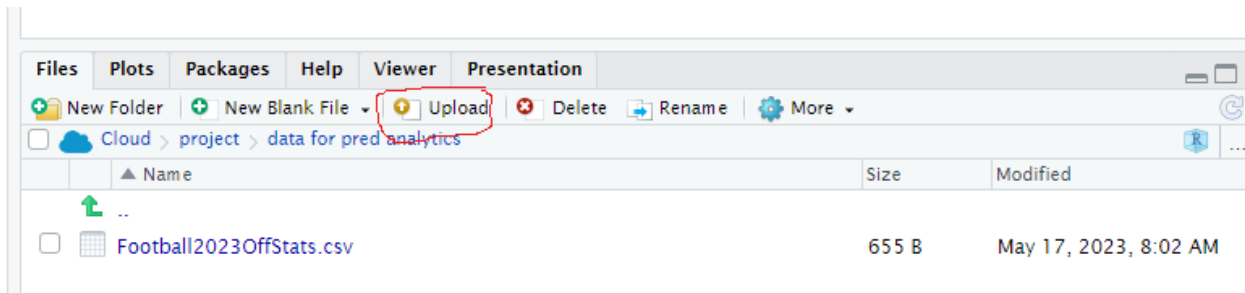 Files Plots Packages Help Viewer Presentation
New Folder New Blank File Upload Delete Rename More
Cloud > project > data for pred analytics R ...
Name Size Modified
..
Football2023OffStats.csv 655 B May 17, 2023, 8:02 AM